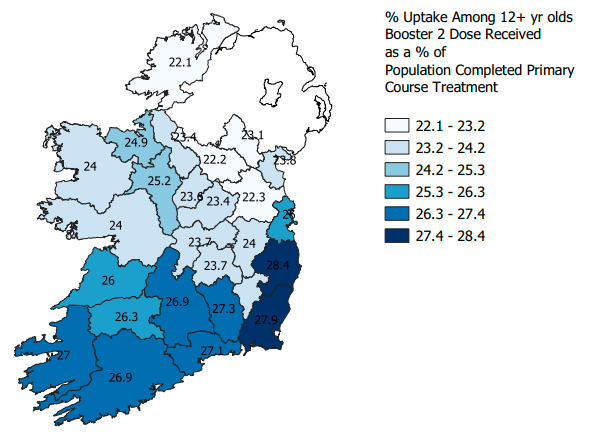 % Uptake Among 12+ yr olds
Booster 2 Dose Received
as a % of
Population Completed Primary
Course Treatment
22.1 - 23.2
23.2 - 24.2
24.2 - 25.3
25.3 - 26.3
26.3 - 27.4
27.4 - 28.4
22.1
23.4
23.1
24.9
22.2
23.8
24
25.2
23.6
23.4
22.3
26
24
23.7
24
23.7
28.4
26
26.9
27.3
26.3
27.9
27
27.1
26.9